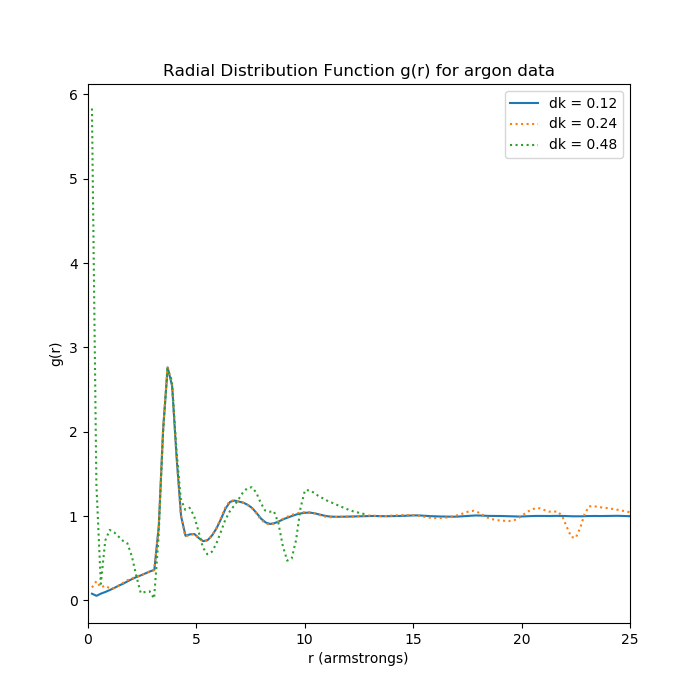 Radial Distribution Function g(r) for argon data
dk = 0.12
dk = 0.24
dk = 0.48
6
5
4
3
2
1
0
g(r)
0 5 10 15 20 25
r (armstrongs)